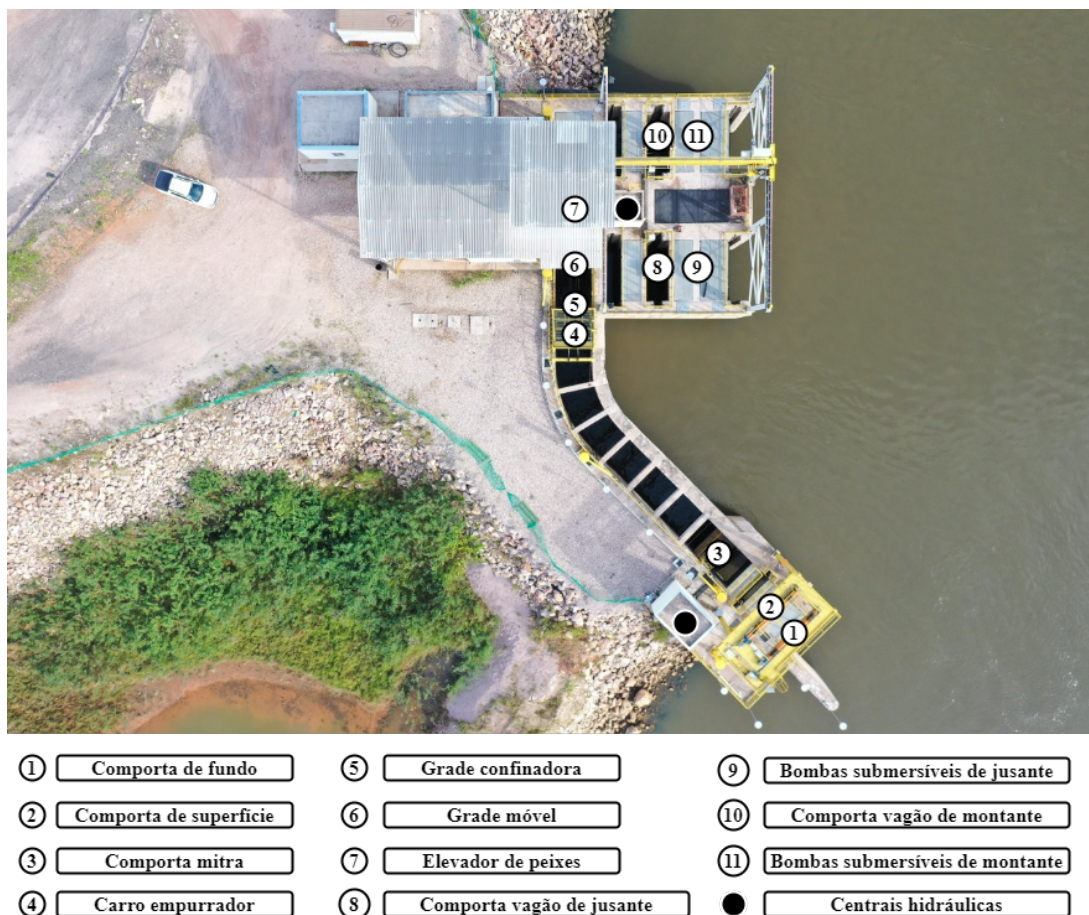 10 11
7
6
8 9
5
4
3
2
1
1 Comporta de fundo
2 Comporta de superfície
3 Comporta mitra
4 Carro empurrador
5 Grade confinadora
6 Grade móvel
7 Elevador de peixes
8 Comporta vagão de jusante
9 Bombas submersíveis de jusante
10 Comporta vagão de montante
11 Bombas submersíveis de montante
Centrais hidráulicas